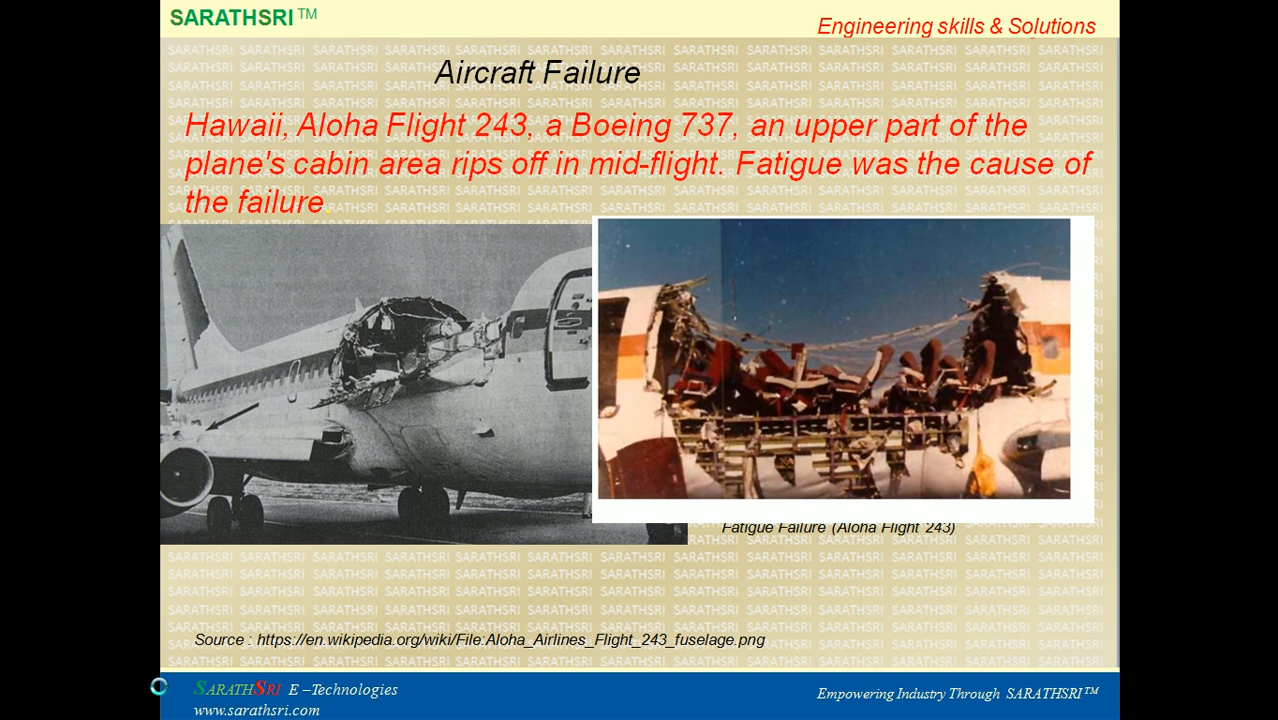 SARATHSRI™
Engineering skills & Solutions
Aircraft Failure
Hawaii, Aloha Flight 243, a Boeing 737, an upper part of the
plane's cabin area rips off in mid-flight. Fatigue was the cause of
the failure.
Fatigue Failure (Aloha Flight 243)
Source : https://en.wikipedia.org/wiki/File:Aloha_Airlines_Flight_243_fuselage.png
SARATHSRI E –Technologies
www.sarathsri.com
Empowering Industry Through SARATHSRI™